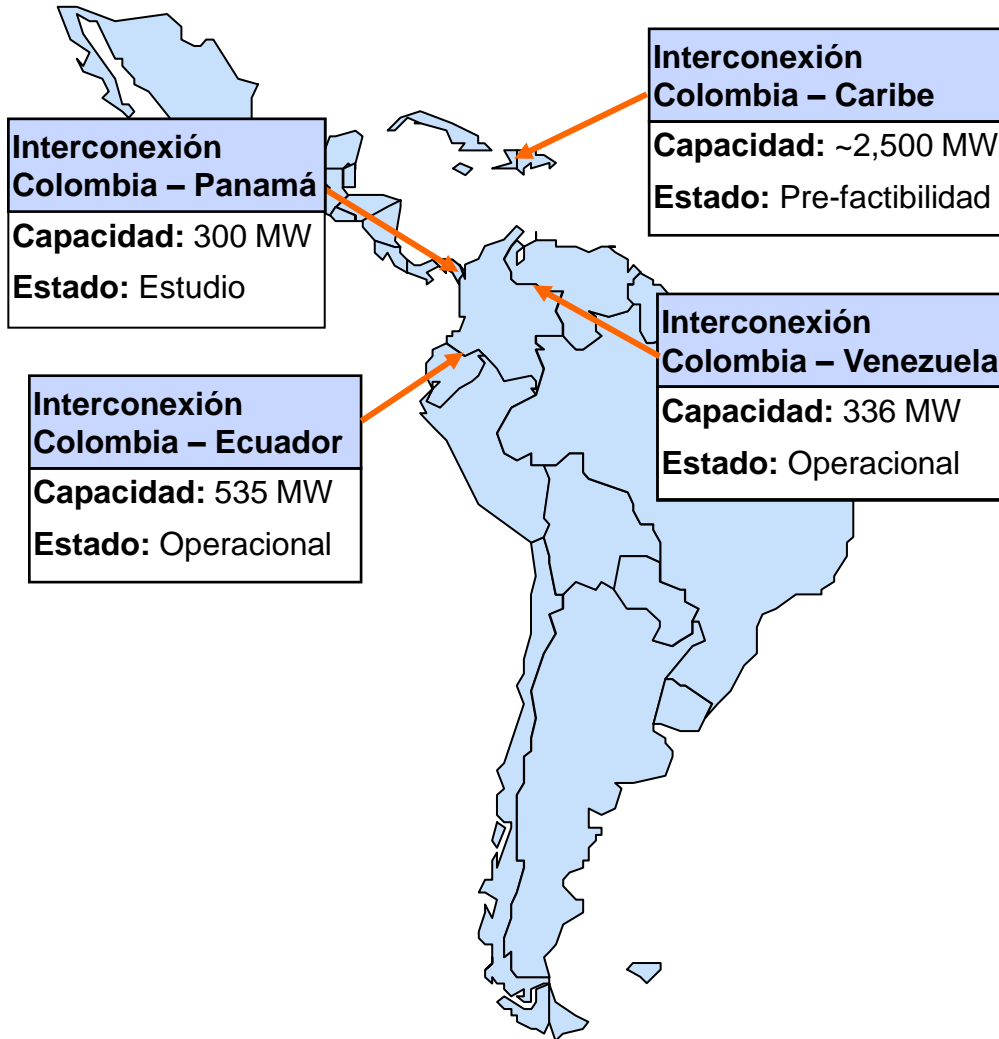 Interconexión
Colombia – Caribe
Capacidad: ~2,500 MW
Estado: Pre-factibilidad
Interconexión
Colombia – Panamá
Capacidad: 300 MW
Estado: Estudio
Interconexión
Colombia – Venezuela
Capacidad: 336 MW
Estado: Operacional
Interconexión
Colombia – Ecuador
Capacidad: 535 MW
Estado: Operacional